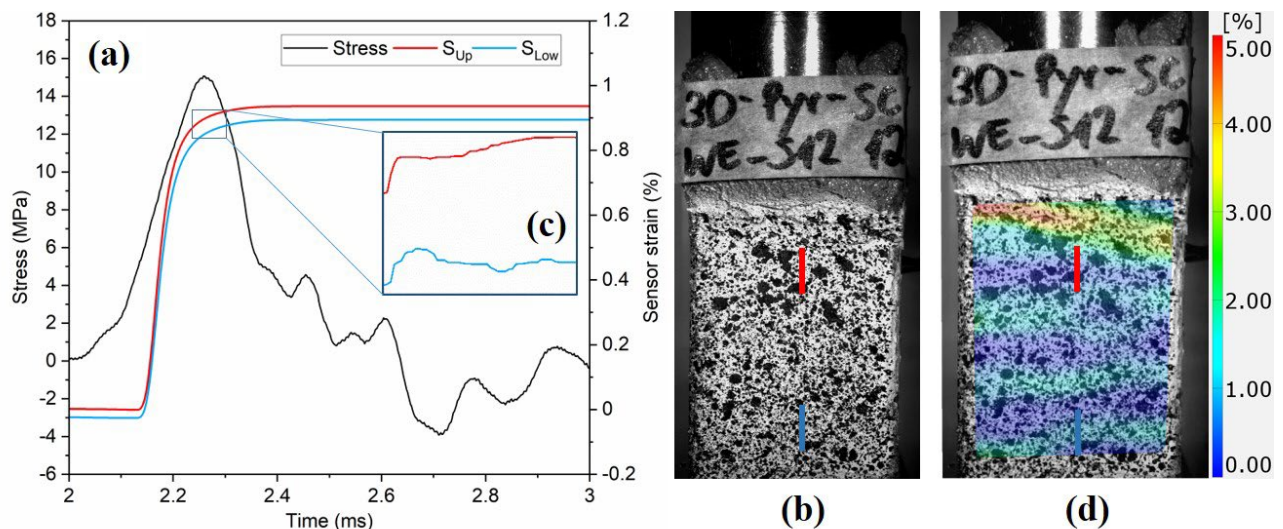 (a)
Stress S_Up S_Low
18
16
14
12
10
8
6
4
2
0
-2
-4
-6
Stress (MPa)
2 2.2 2.4 2.6 2.8 3
Time (ms)
1.2
1
0.8
0.6
0.4
0.2
0
-0.2
Sensor strain (%)
(c)
3D-Pyr-SG
WE-512 12
(b)
3D-Pyr-SG
WE-512 12
(d)
[%]
5.00
4.00
3.00
2.00
1.00
0.00